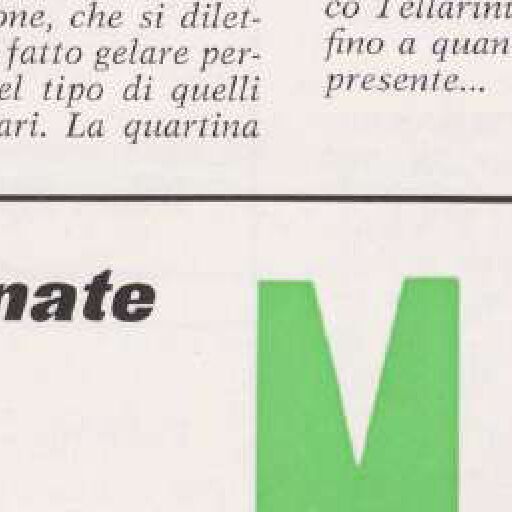 one, che si dilet-
fatto gelare per-
el tipo di quelli
ari. La quartina
co Tellarini
fino a quan
presente...
nate
M